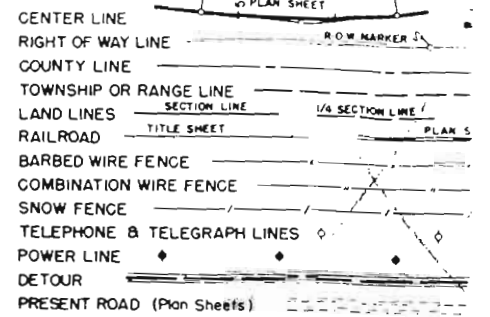 PLAN SHEET
CENTER LINE
RIGHT OF WAY LINE R.O.W. MARKER
COUNTY LINE
TOWNSHIP OR RANGE LINE
LAND LINES SECTION LINE 1/4 SECTION LINE
RAILROAD TITLE SHEET PLAN S
BARBED WIRE FENCE
COMBINATION WIRE FENCE
SNOW FENCE
TELEPHONE & TELEGRAPH LINES
POWER LINE
DETOUR
PRESENT ROAD (Plan Sheets)